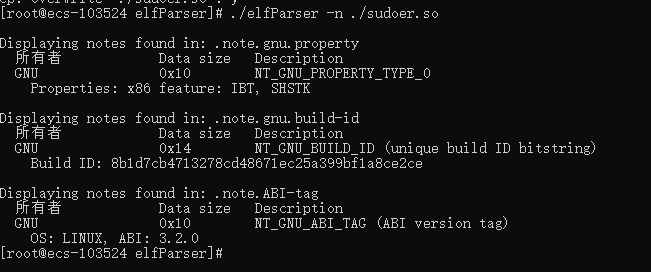 [root@ecs-103524 elfParser]# ./elfParser -n ./sudoer.so
Displaying notes found in: .note.gnu.property
所有者 Data size Description
GNU 0x10 NT_GNU_PROPERTY_TYPE_0
Properties: x86 feature: IBT, SHSTK
Displaying notes found in: .note.gnu.build-id
所有者 Data size Description
GNU 0x14 NT_GNU_BUILD_ID (unique build ID bitstring)
Build ID: 8b1d7cb4713278cd48671ec25a399bf1a8ce2ce
Displaying notes found in: .note.ABI-tag
所有者 Data size Description
GNU 0x10 NT_GNU_ABI_TAG (ABI version tag)
OS: LINUX, ABI: 3.2.0
[root@ecs-103524 elfParser]#